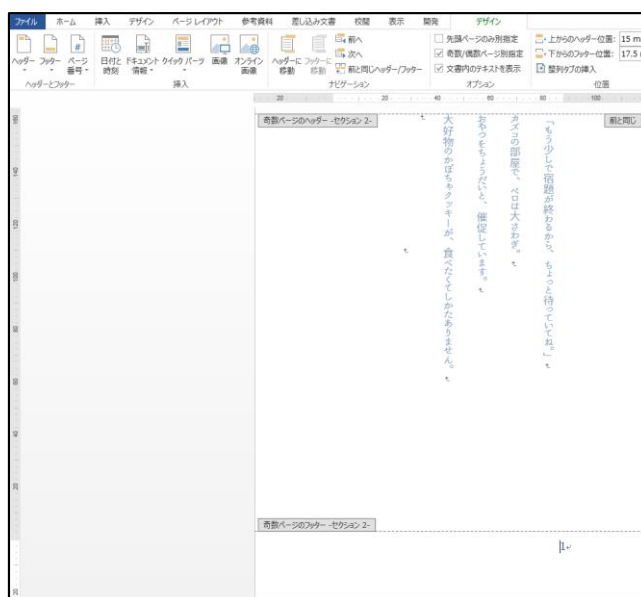 ファイル ホーム 挿入 デザイン ページ レイアウト 参考資料 差し込み文書 校閲 表示 開発 デザイン
ヘッダー フッター ページ番号 日付と時刻 ドキュメント情報 クイック パーツ 画像 オンライン画像 ヘッダーに移動 フッターに移動
前へ
次へ
前と同じヘッダー/フッター
先頭ページのみ別指定
奇数/偶数ページ別指定
文書内のテキストを表示
上からのヘッダー位置: 15 m
下からのフッター位置: 17.5 m
整列タブの挿入
ヘッダーとフッター 挿入 ナビゲーション オプション 位置
20 20 40 60 80 100
奇数ページのヘッダー -セクション 2-
前と同じ
「もう少しで宿題が終わるから、ちょっと待っていてね。」
カズコの部屋で、ペロは大さわぎ。
おやつをちょうだいと、催促しています。
大好物のかぼちゃクッキーが、食べたくてしかたありません。
160
140
120
100
80
60
40
20
20
奇数ページのフッター -セクション 2-
1